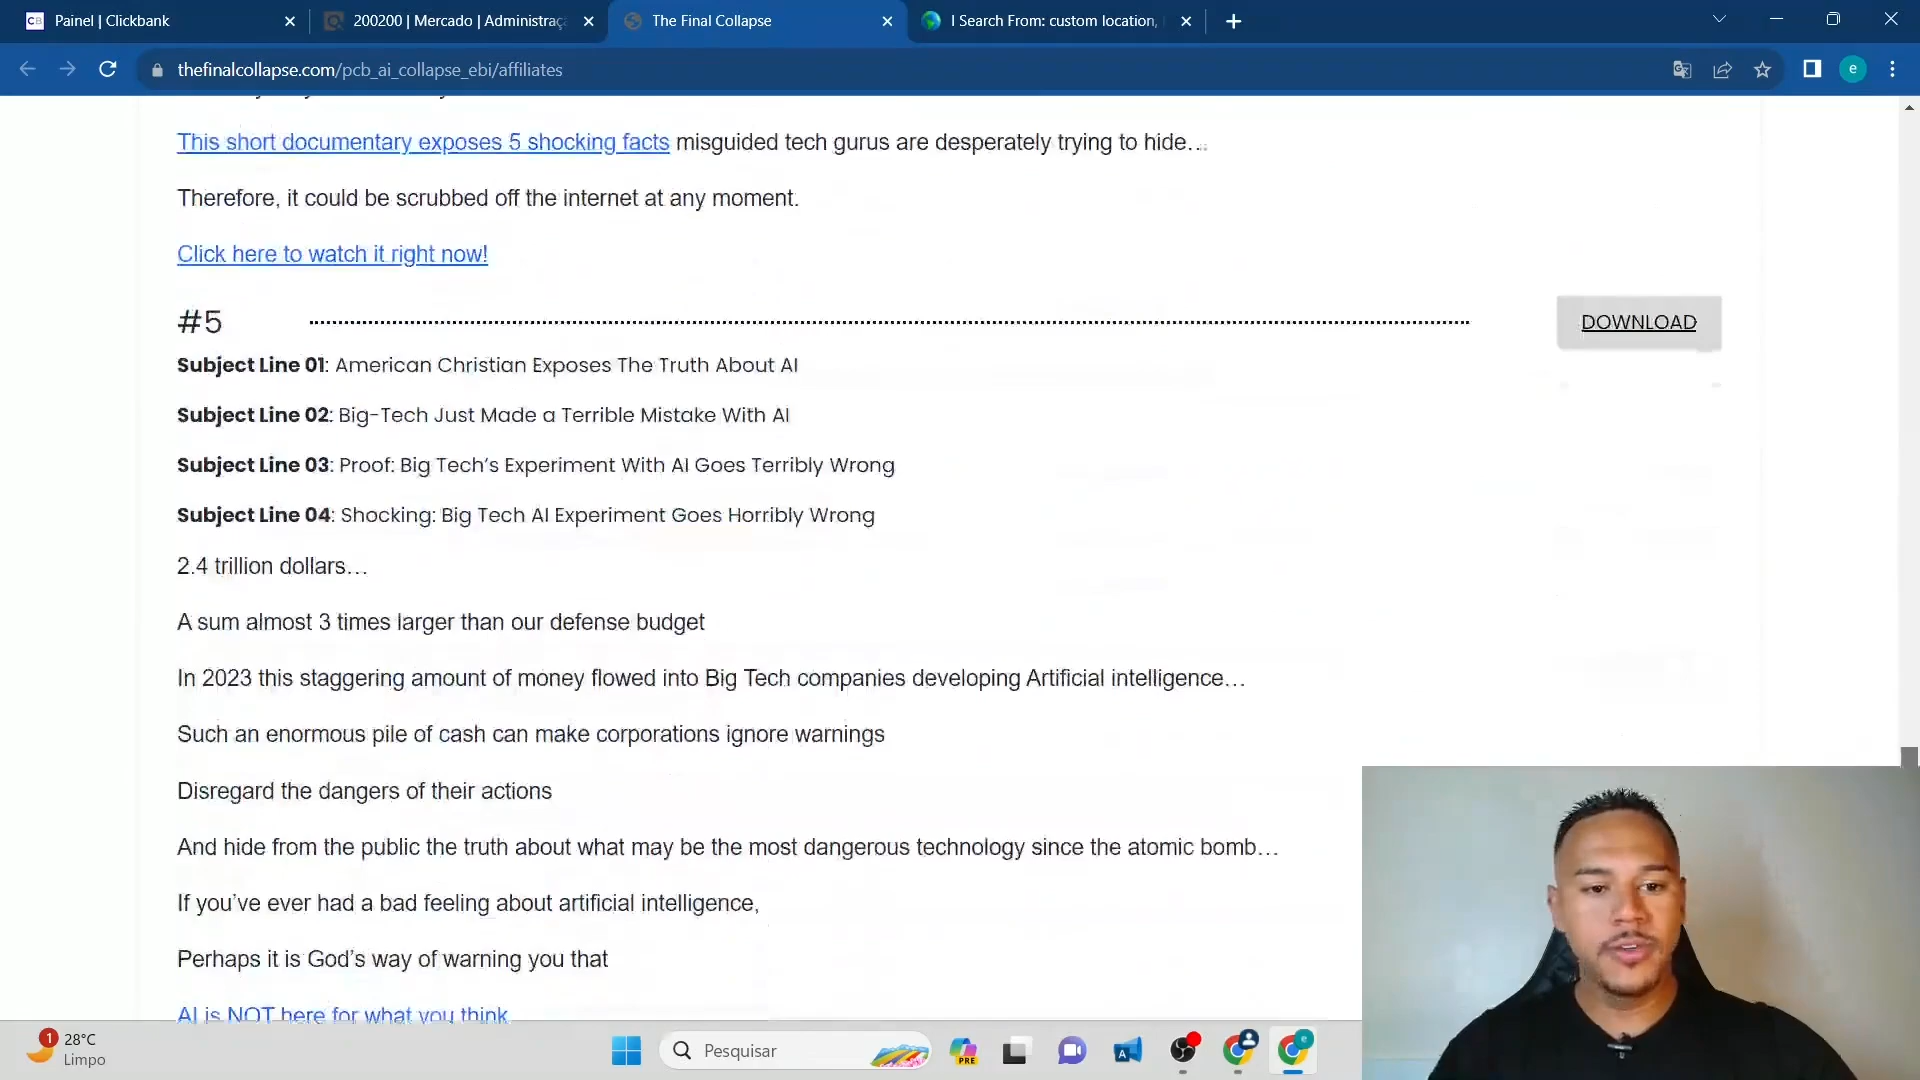 Painel | Clickbank
200200 | Mercado | Administraç
The Final Collapse
I Search From: custom location,
thefinalcollapse.com/pcb_ai_collapse_ebi/affiliates
e
This short documentary exposes 5 shocking facts misguided tech gurus are desperately trying to hide...
Therefore, it could be scrubbed off the internet at any moment.
Click here to watch it right now!
#5
DOWNLOAD
Subject Line 01: American Christian Exposes The Truth About AI
Subject Line 02: Big-Tech Just Made a Terrible Mistake With AI
Subject Line 03: Proof: Big Tech’s Experiment With AI Goes Terribly Wrong
Subject Line 04: Shocking: Big Tech AI Experiment Goes Horribly Wrong
2.4 trillion dollars…
A sum almost 3 times larger than our defense budget
In 2023 this staggering amount of money flowed into Big Tech companies developing Artificial intelligence…
Such an enormous pile of cash can make corporations ignore warnings
Disregard the dangers of their actions
And hide from the public the truth about what may be the most dangerous technology since the atomic bomb…
If you’ve ever had a bad feeling about artificial intelligence,
Perhaps it is God’s way of warning you that
AI is NOT here for what you think
1
28°C
Limpo
Pesquisar
PRE